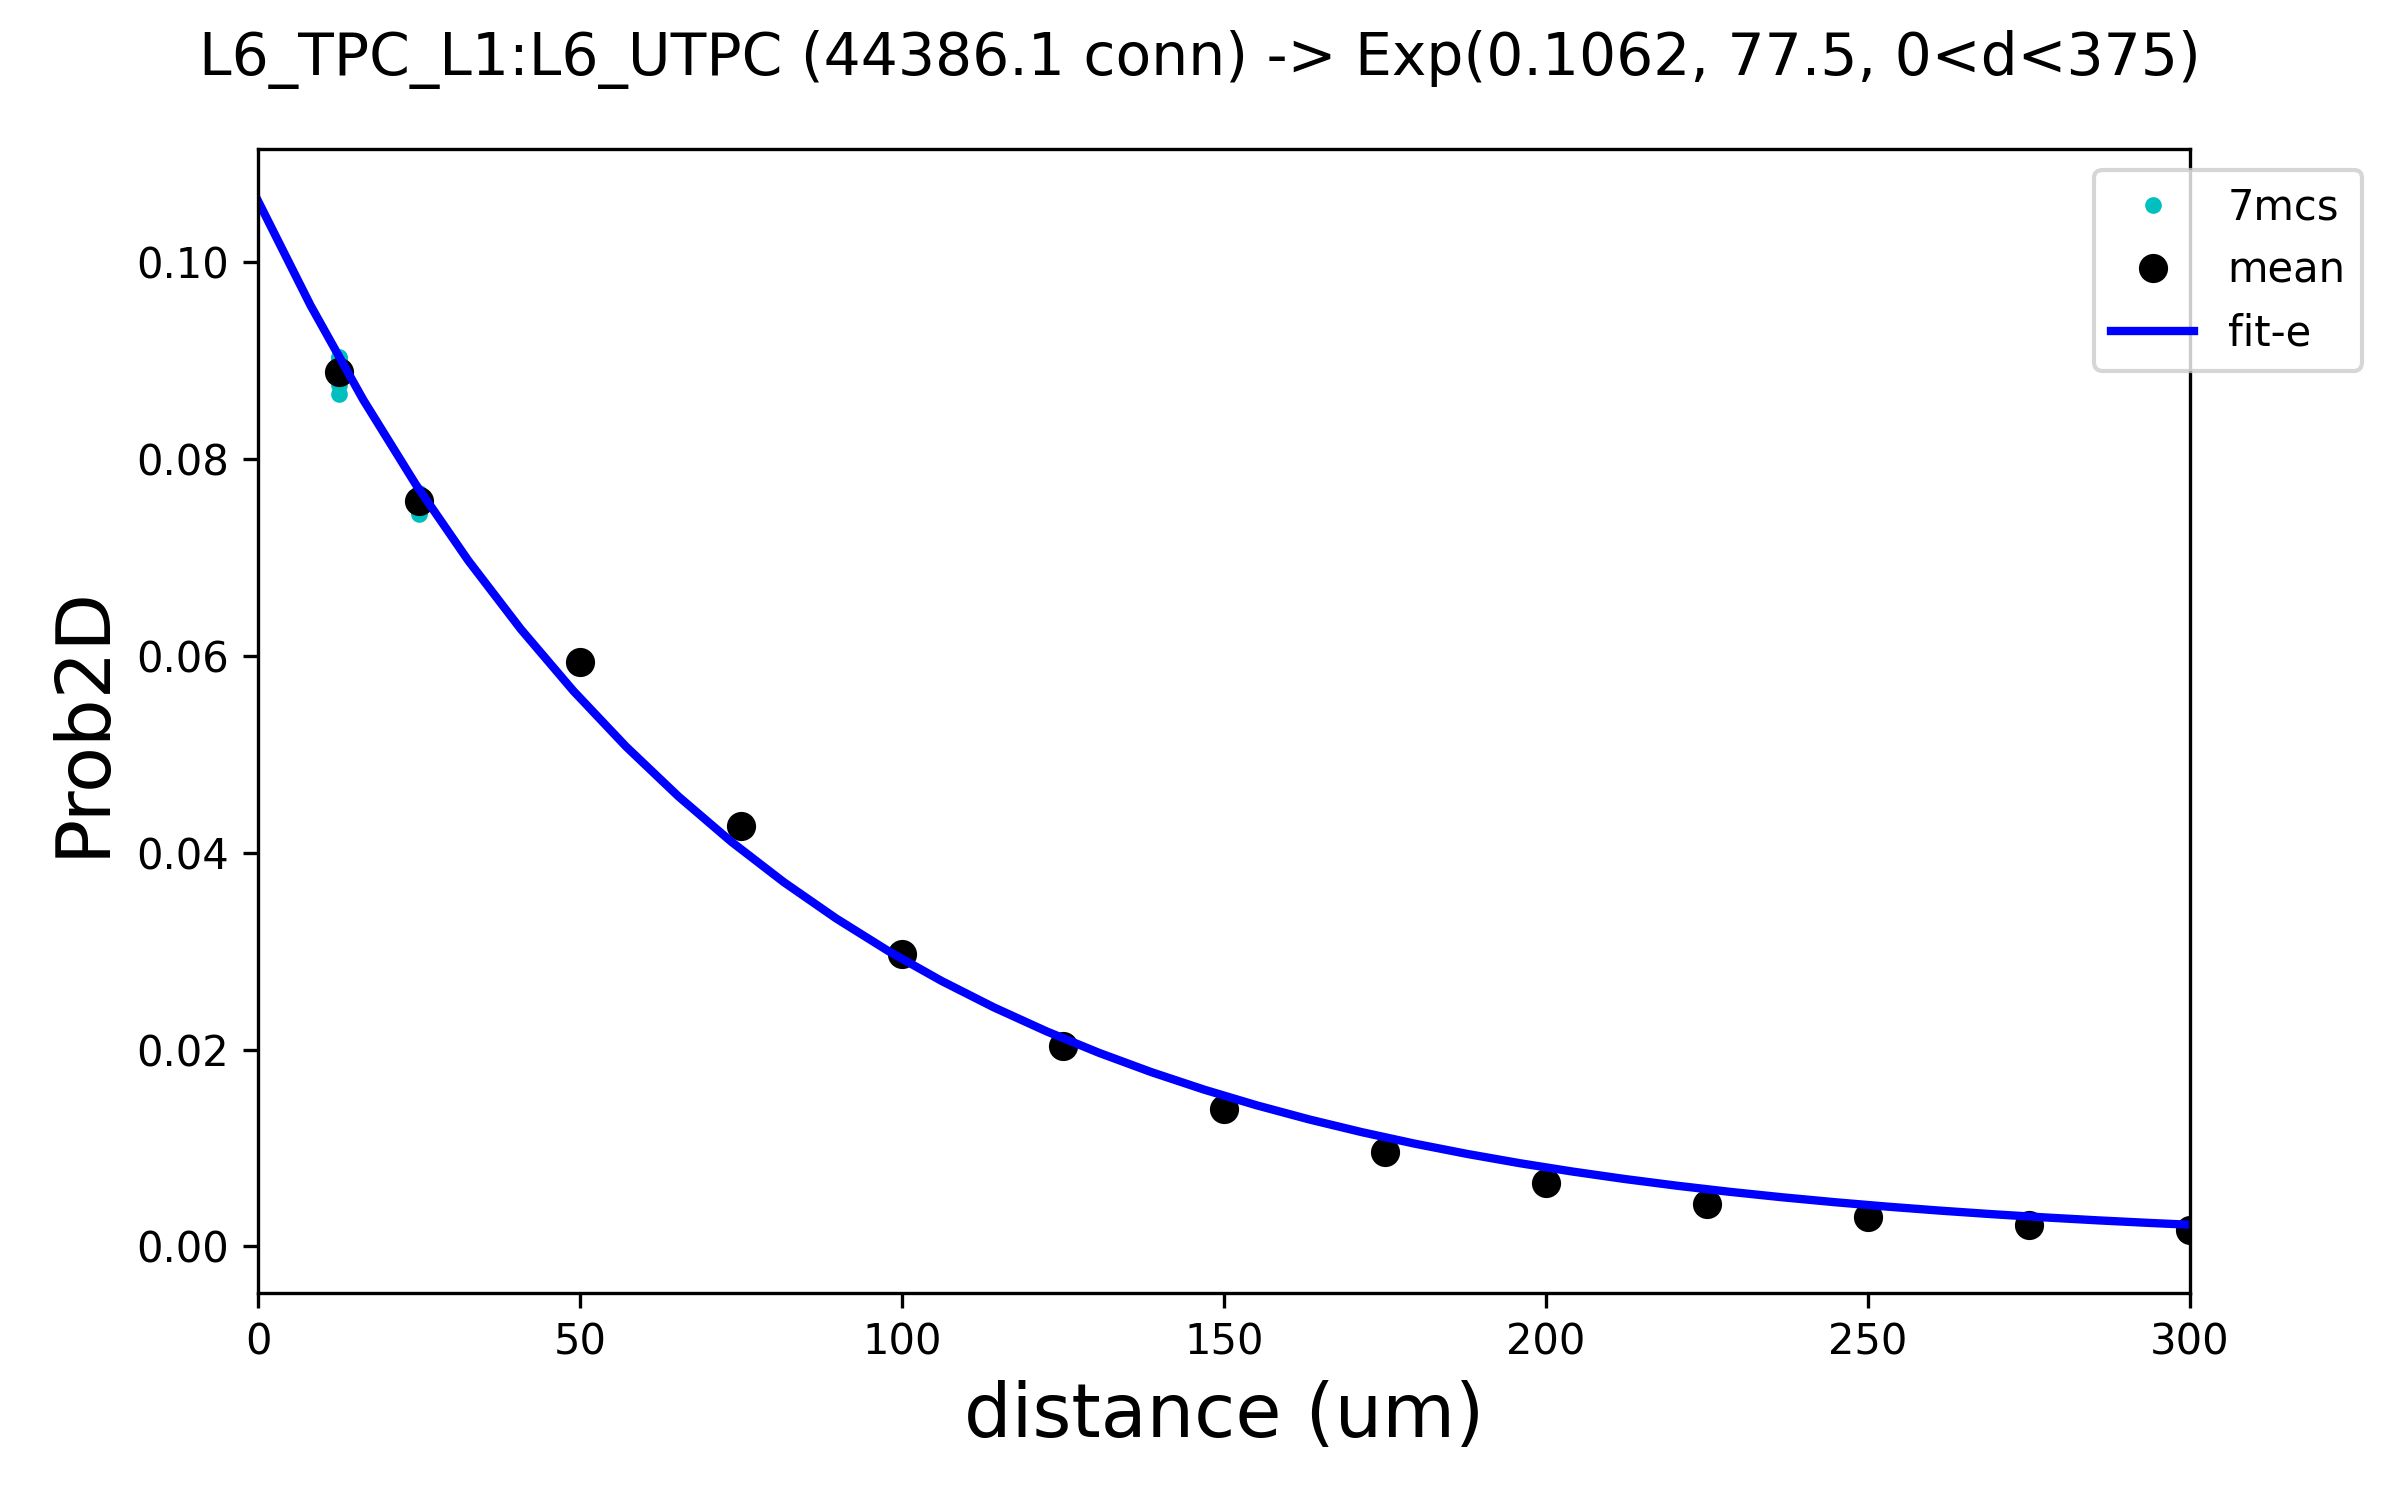 L6_TPC_L1:L6_UTPC (44386.1 conn) -> Exp(0.1062, 77.5, 0<d<375)
7mcs
mean
fit-e
Prob2D
0.10
0.08
0.06
0.04
0.02
0.00
0 50 100 150 200 250 300
distance (um)